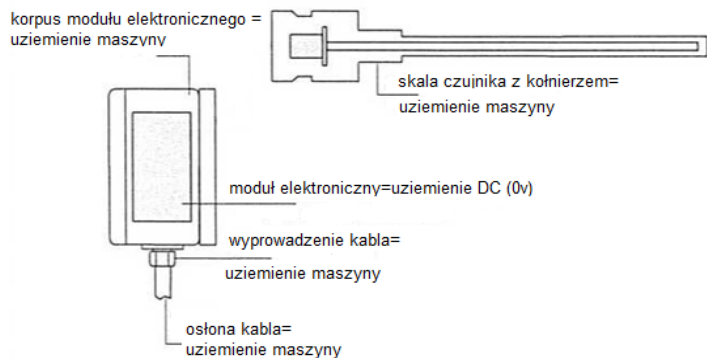 korpus modułu elektronicznego =
uziemienie maszyny
skala czujnika z kołnierzem=
uziemienie maszyny
moduł elektroniczny=uziemienie DC (0v)
wyprowadzenie kabla=
uziemienie maszyny
osłona kabla=
uziemienie maszyny